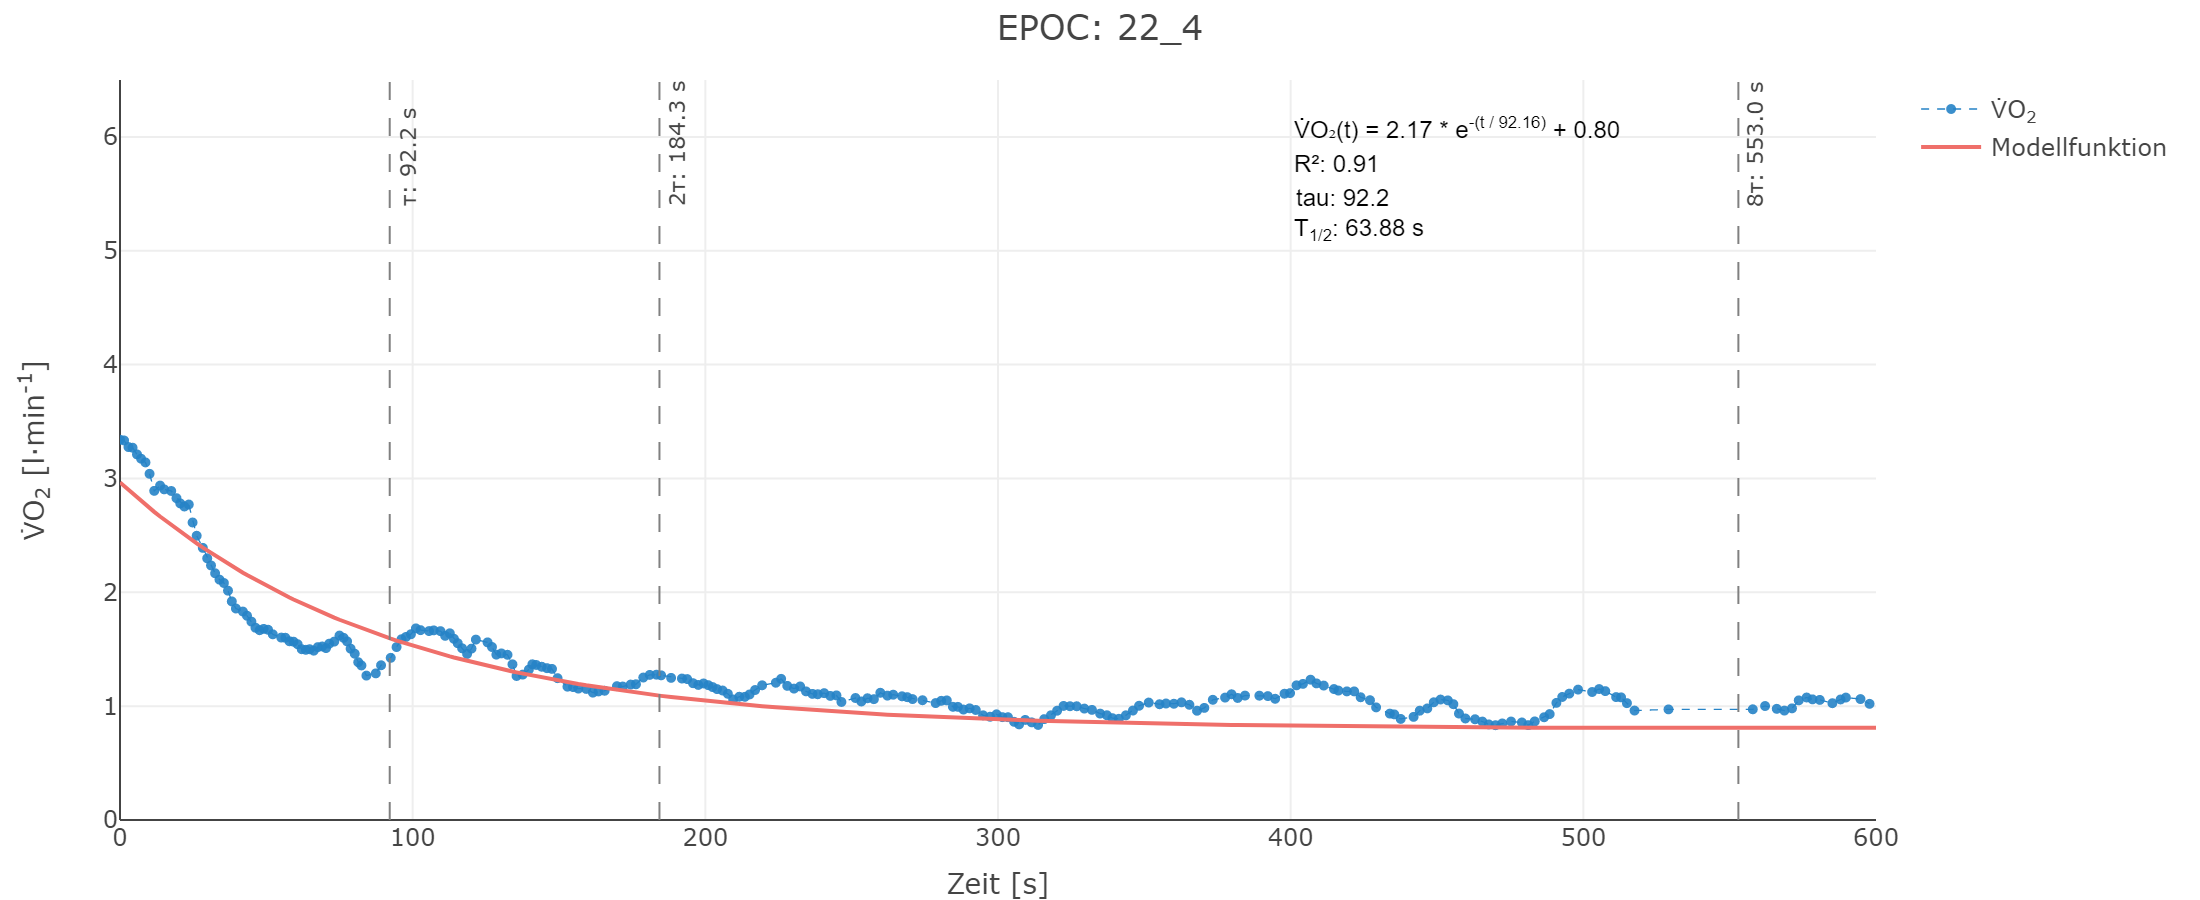 EPOC: 22_4
τ: 92.2 s
2τ: 184.3 s
8τ: 553.0 s
V̇O₂(t) = 2.17 * e⁻⁽ᵗ ᐟ ⁹²·¹⁶⁾ + 0.80
R²: 0.91
tau: 92.2
T₁/₂: 63.88 s
V̇O₂
Modellfunktion
V̇O₂ [l·min⁻¹]
6
5
4
3
2
1
0
0 100 200 300 400 500 600
Zeit [s]